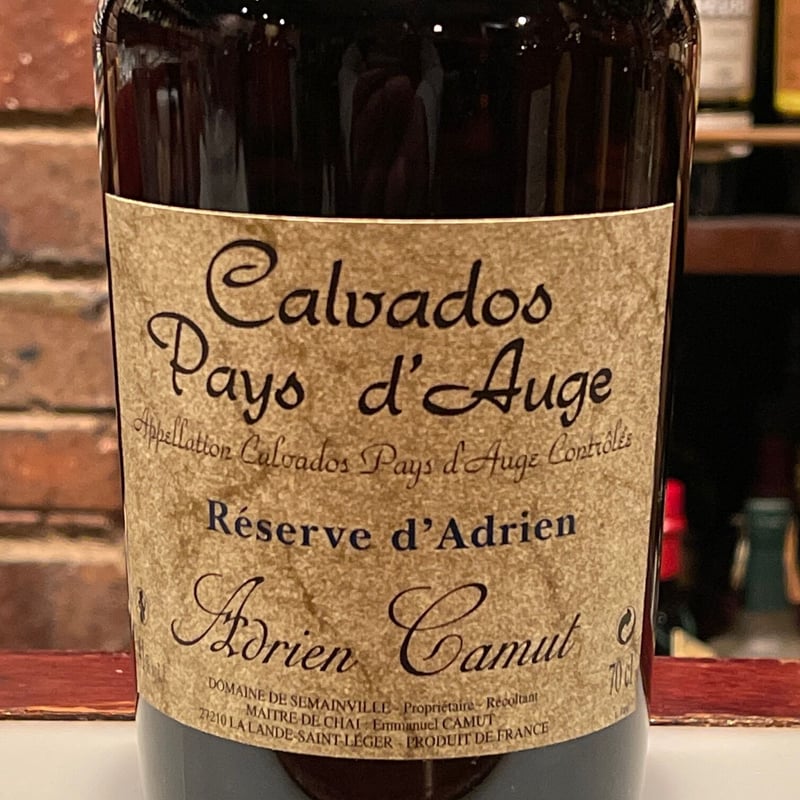 Calvados
Pays d'Auge
Appellation Calvados Pays d'Auge Contrôlée
Réserve d'Adrien
Adrien Camut
70 cl
DOMAINE DE SEMAINVILLE - Propriétaire - Récoltant
MAITRE DE CHAI : Emmanuel CAMUT
27210 LA LANDE-SAINT-LÉGER - PRODUIT DE FRANCE